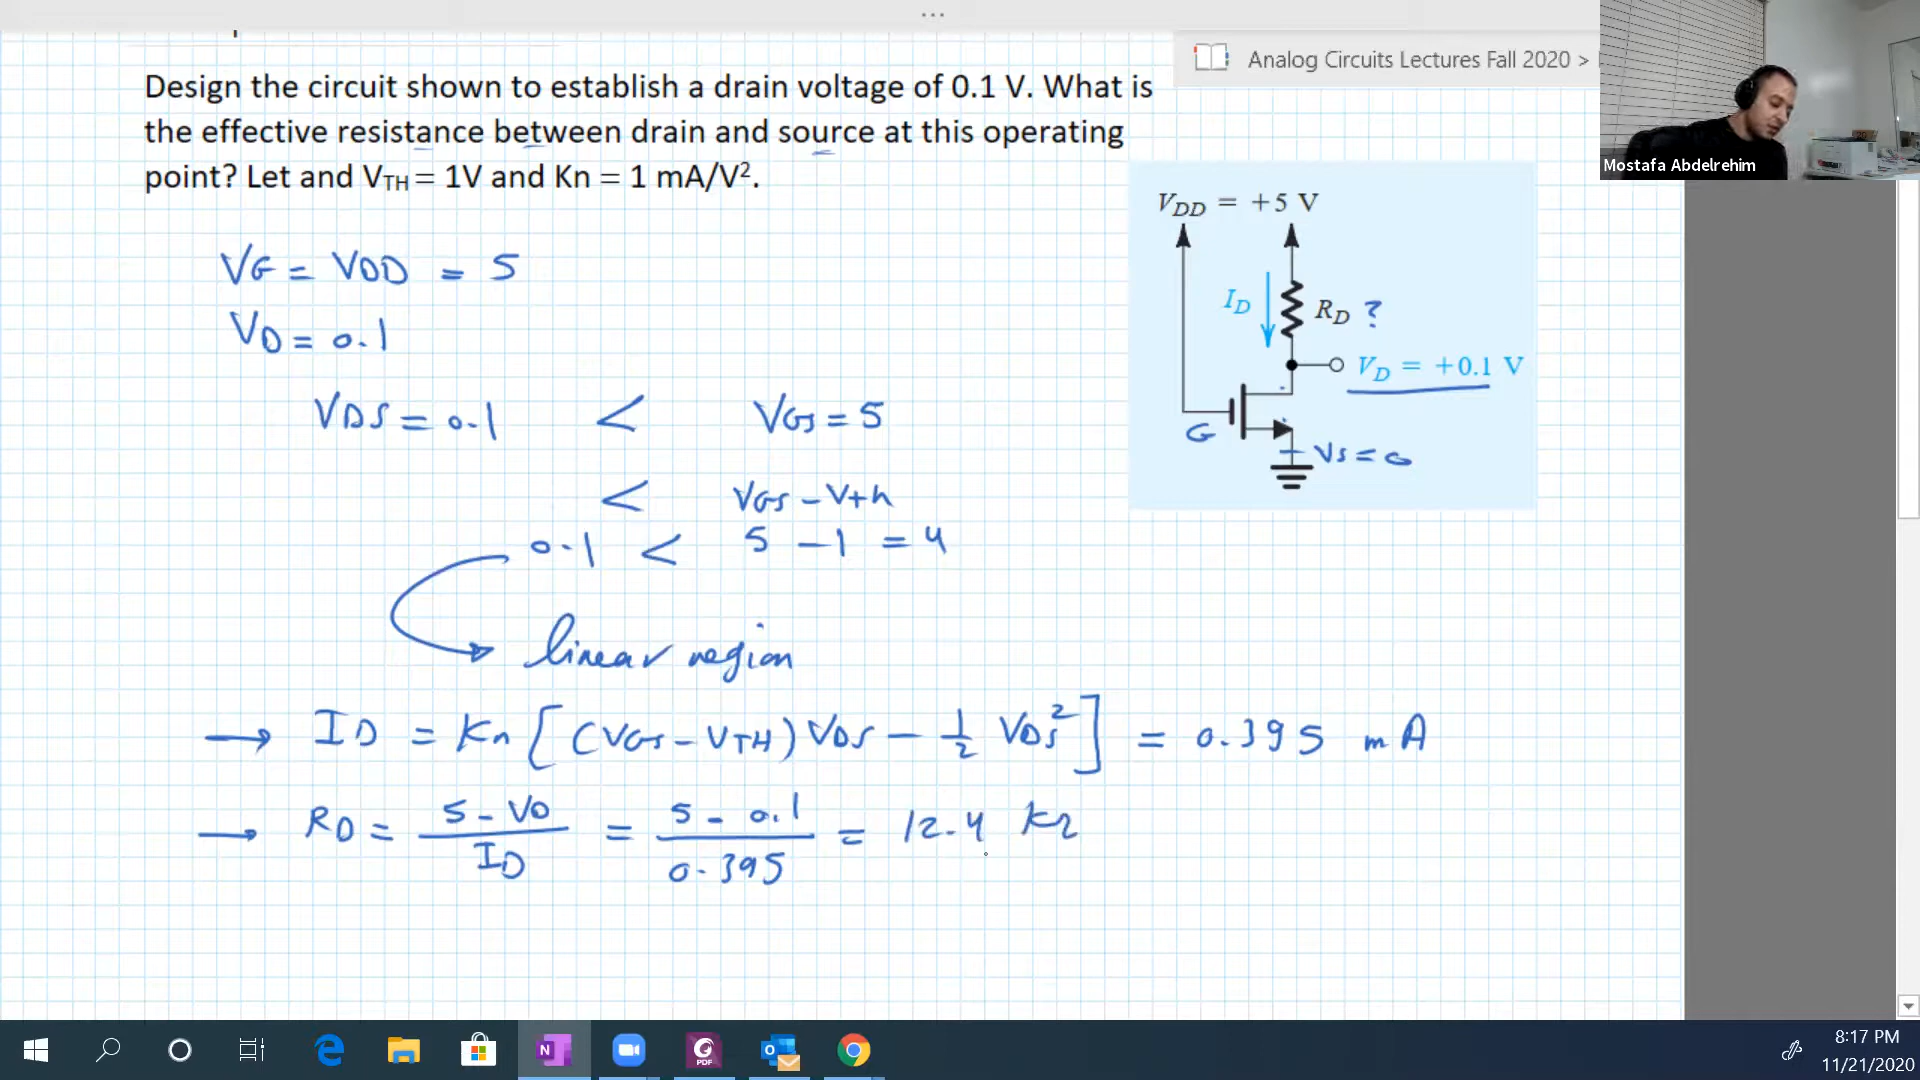 ...
Analog Circuits Lectures Fall 2020 >
Mostafa Abdelrehim
Design the circuit shown to establish a drain voltage of 0.1 V. What is
the effective resistance between drain and source at this operating
point? Let and VTH = 1V and Kn = 1 mA/V².
VG = VDD = 5
VD = 0.1
VDS = 0.1 < VGS = 5
< VGS - Vth
0.1 < 5 - 1 = 4
linear region
→ ID = Kn [ (VGS - VTH) VDS - 1/2 VDS² ] = 0.395 mA
→ RD = 5 - VD / ID = 5 - 0.1 / 0.395 = 12.4 KΩ
VDD = +5 V
ID
RD ?
VD = +0.1 V
G
VS = 0
N
PDF
8:17 PM
11/21/2020